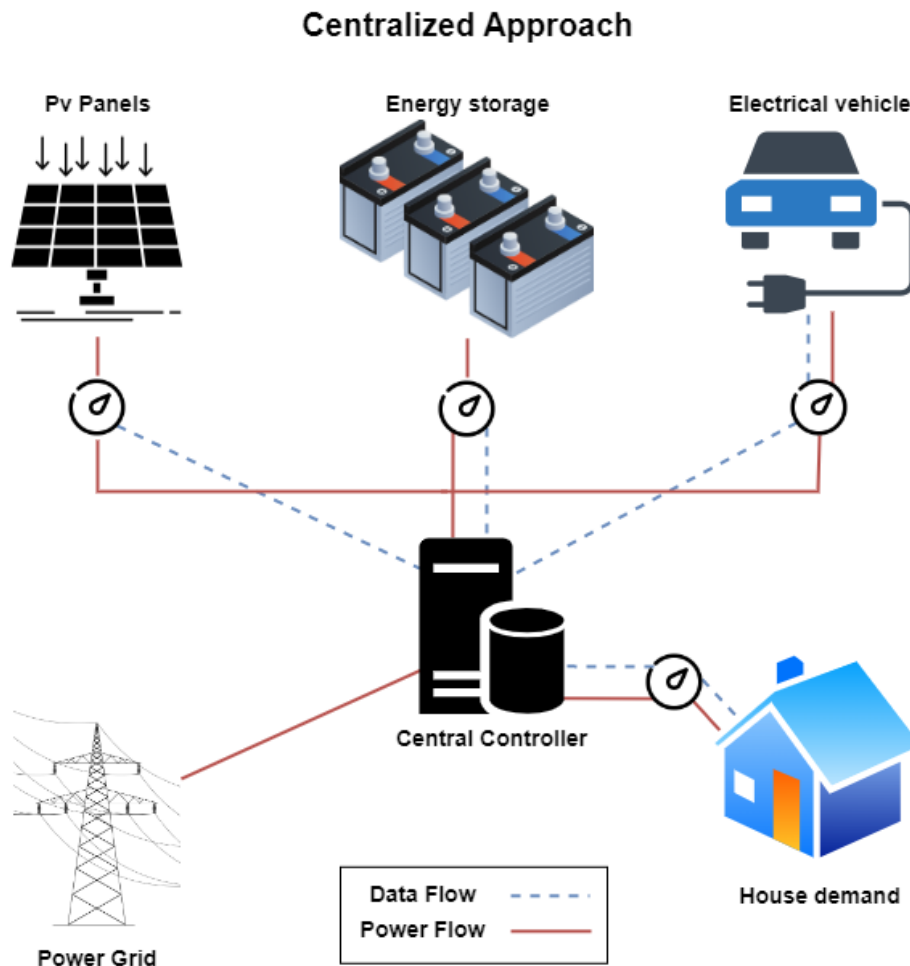 Centralized Approach
Pv Panels
Energy storage
Electrical vehicle
Central Controller
House demand
Power Grid
Data Flow
Power Flow